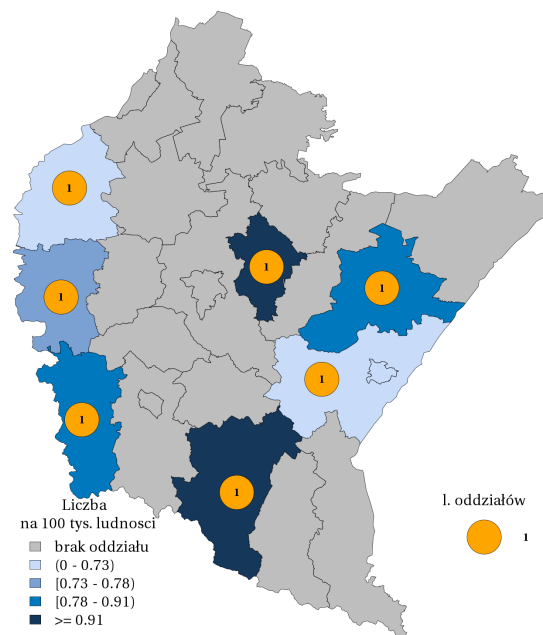 1
1
1
1
1
1
1
1
Liczba
na 100 tys. ludnosci
brak oddziału
(0 - 0.73)
[0.73 - 0.78)
[0.78 - 0.91)
>= 0.91
l. oddziałów
1